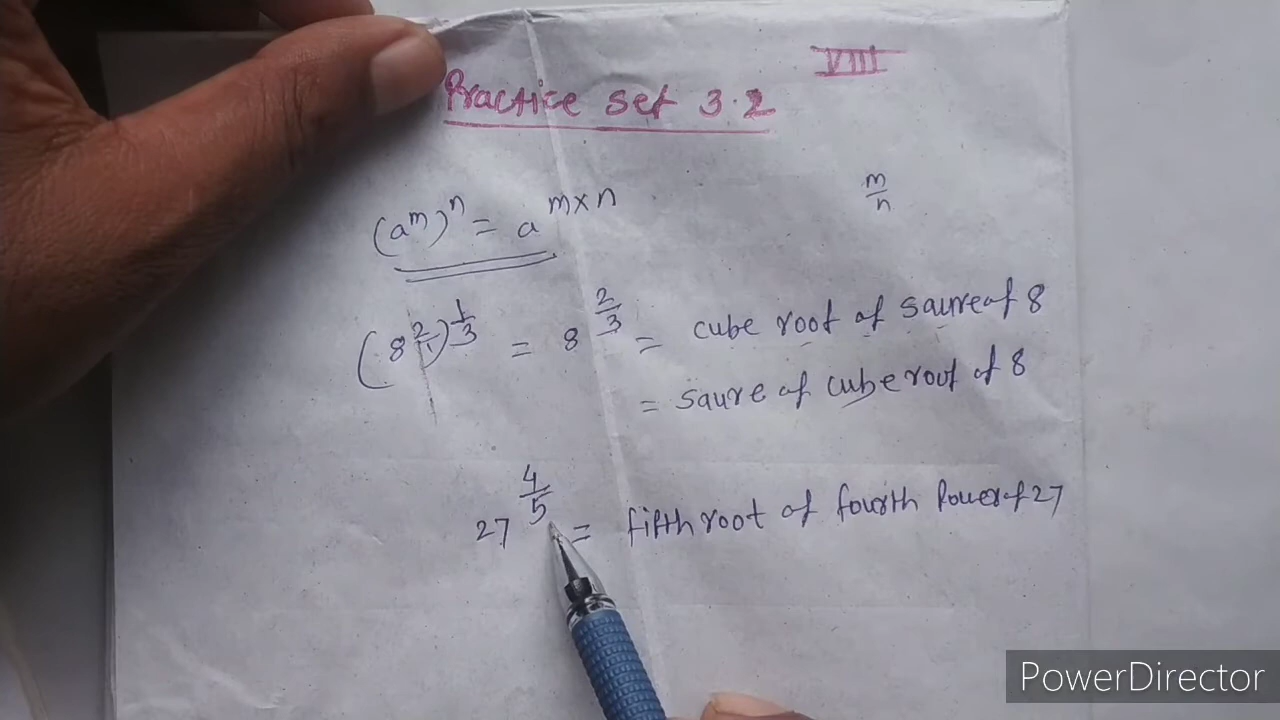 VIII
Practice Set 3.2
m/n
(a^m)^n = a^(m×n)
(8^(2/1))^(1/3) = 8^(2/3) = cube root of saure of 8
= saure of cube root of 8
27^(4/5) = fifth root of fourth Power of 27
PowerDirector